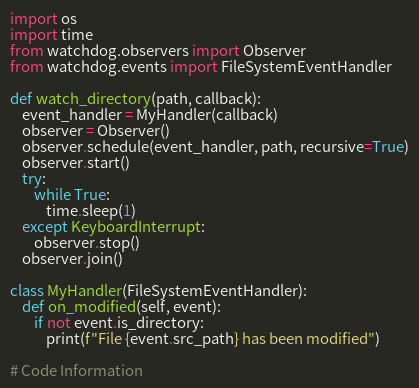 import os
import time
from watchdog.observers import Observer
from watchdog.events import FileSystemEventHandler

def watch_directory(path, callback):
    event_handler = MyHandler(callback)
    observer = Observer()
    observer.schedule(event_handler, path, recursive=True)
    observer.start()
    try:
        while True:
            time.sleep(1)
    except KeyboardInterrupt:
        observer.stop()
    observer.join()

class MyHandler(FileSystemEventHandler):
    def on_modified(self, event):
        if not event.is_directory:
            print(f"File {event.src_path} has been modified")

# Code Information